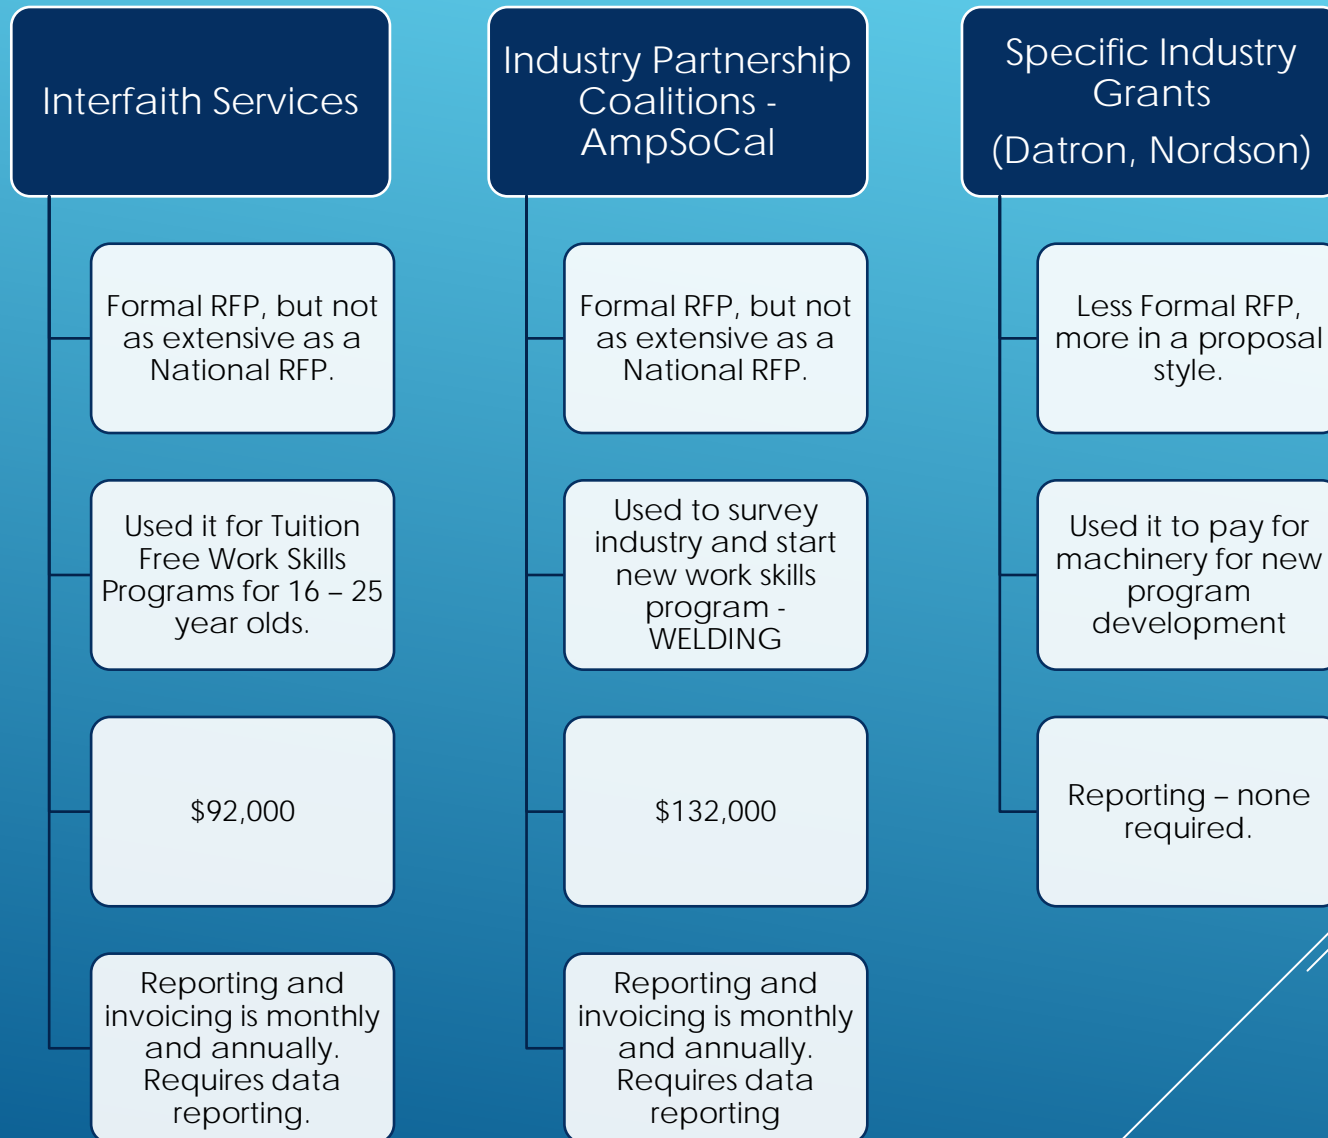 Interfaith Services
Formal RFP, but not
as extensive as a
National RFP.
Used it for Tuition
Free Work Skills
Programs for 16 – 25
year olds.
$92,000
Reporting and
invoicing is monthly
and annually.
Requires data
reporting.
Industry Partnership
Coalitions -
AmpSoCal
Formal RFP, but not
as extensive as a
National RFP.
Used to survey
industry and start
new work skills
program -
WELDING
$132,000
Reporting and
invoicing is monthly
and annually.
Requires data
reporting
Specific Industry
Grants
(Datron, Nordson)
Less Formal RFP,
more in a proposal
style.
Used it to pay for
machinery for new
program
development
Reporting – none
required.